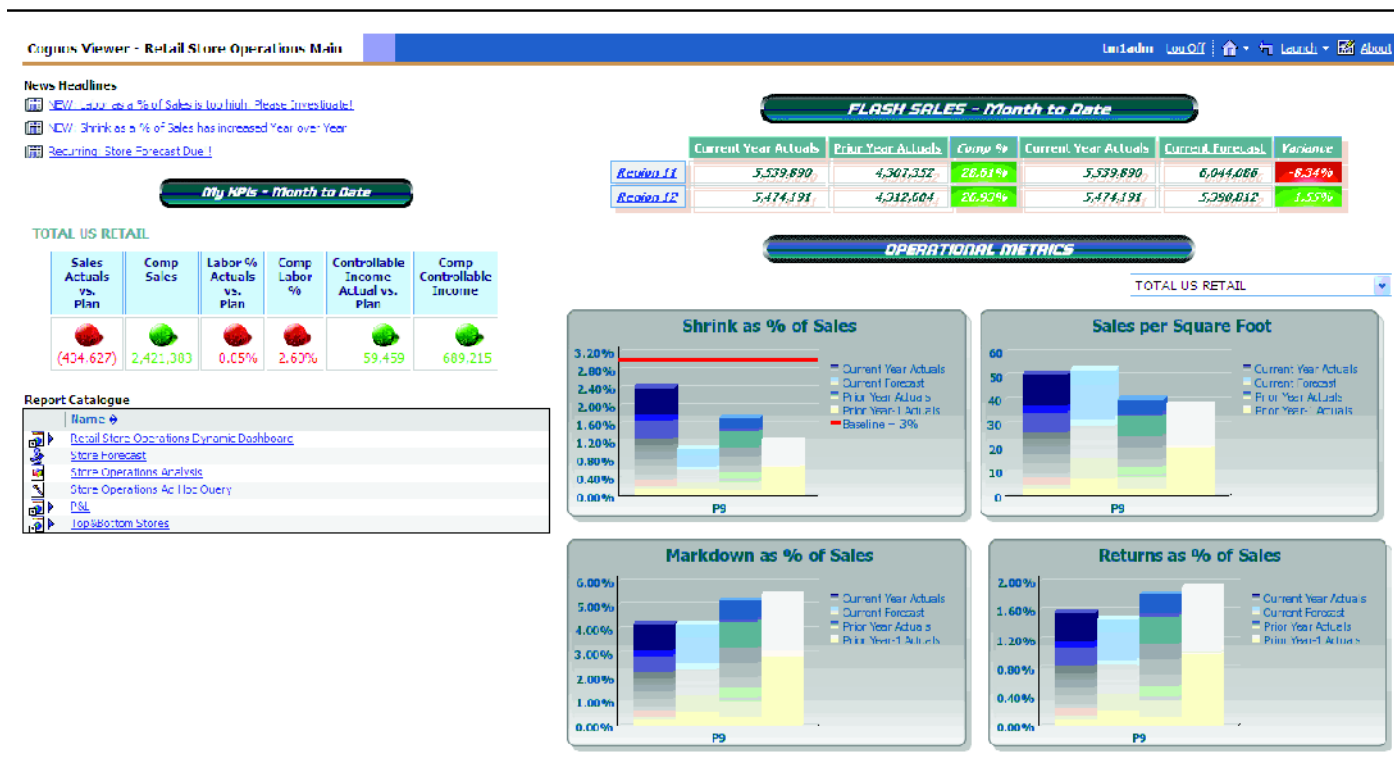 Cognos Viewer - Retail Store Operations Main
tm1adm Log Off Launch About
News Headlines
NEW: Labor as a % of Sales is too high. Please Investigate!
NEW: Shrink as a % of Sales has increased Year over Year
Recurring: Store Forecast Due !
My KPIs - Month to Date
TOTAL US RETAIL
Sales Actuals vs. Plan
Comp Sales
Labor % Actuals vs. Plan
Comp Labor %
Controllable Income Actual vs. Plan
Comp Controllable Income
2,421,383 0.05% 2.60% 59,459 689,215
Report Catalogue
Name
Retail Store Operations Dynamic Dashboard
Store Forecast
Store Operations Analysis
Store Operations Ad Hoc Query
P&L
Top&Bottom Stores
FLASH SALES - Month to Date
Current Year Actuals Prior Year Actuals Comp % Current Year Actuals Current Forecast Variance
Region 11 5,539,890 4,307,352 5,539,890 6,044,086 -8.34%
Region 12 5,474,191 4,312,604 26.93% 5,474,191 5,390,812 1.55%
OPERATIONAL METRICS
TOTAL US RETAIL
Shrink as % of Sales
3.20%
2.80%
2.40%
2.00%
1.60%
1.20%
0.80%
0.40%
0.00%
P9
Current Year Actuals
Current Forecast
Prior Year Actuals
Prior Year-1 Actuals
Baseline - 3%
Sales per Square Foot
60
50
40
30
20
10
0
P9
Current Year Actuals
Current Forecast
Prior Year Actuals
Prior Year-1 Actuals
Markdown as % of Sales
6.00%
5.00%
4.00%
3.00%
2.00%
1.00%
0.00%
P9
Current Year Actuals
Current Forecast
Prior Year Actuals
Prior Year-1 Actuals
Returns as % of Sales
2.00%
1.60%
1.20%
0.80%
0.40%
0.00%
P9
Current Year Actuals
Current Forecast
Prior Year Actuals
Prior Year-1 Actuals